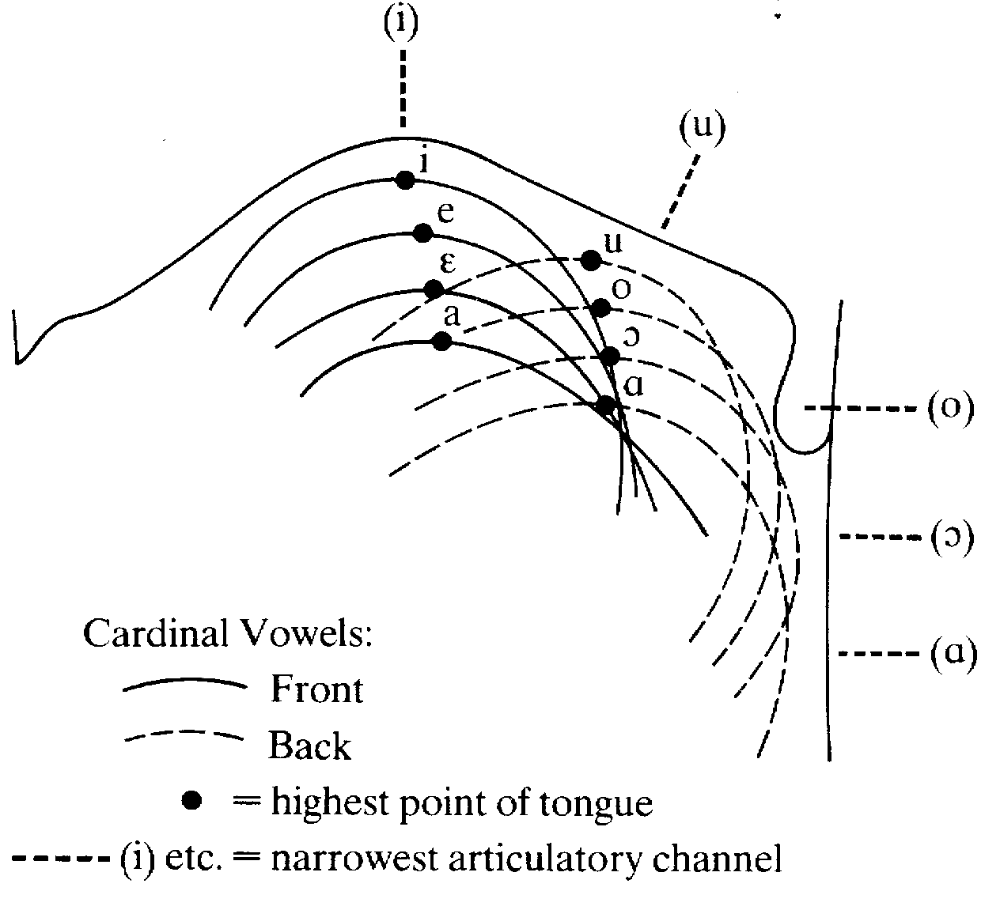 (i)
(u)
i
e
u
ɛ
o
a
ɔ
ɑ
(o)
(ɔ)
(ɑ)
Cardinal Vowels:
Front
Back
= highest point of tongue
(i) etc. = narrowest articulatory channel